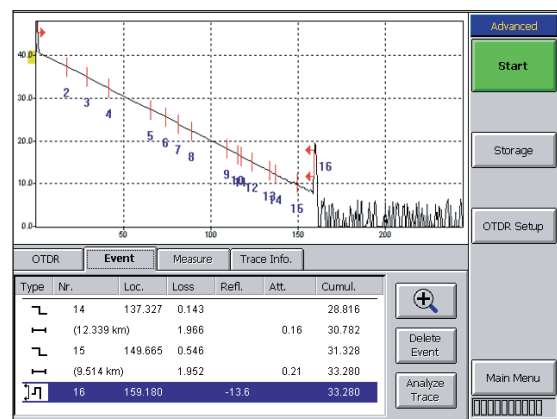 Advanced
Start
Storage
OTDR Setup
Main Menu
40.0
30.0
20.0
10.0
0.0
50 100 150 200
2
3
4
5
6
7
8
9
10
11
12
13
14
15
16
OTDR Event Measure Trace Info.
Type Nr. Loc. Loss Refl. Att. Cumul.
14 137.327 0.143 28.816
(12.339 km) 1.966 0.16 30.782
15 149.665 0.546 31.328
(9.514 km) 1.952 0.21 33.280
16 159.180 -13.6 33.280
Delete
Event
Analyze
Trace